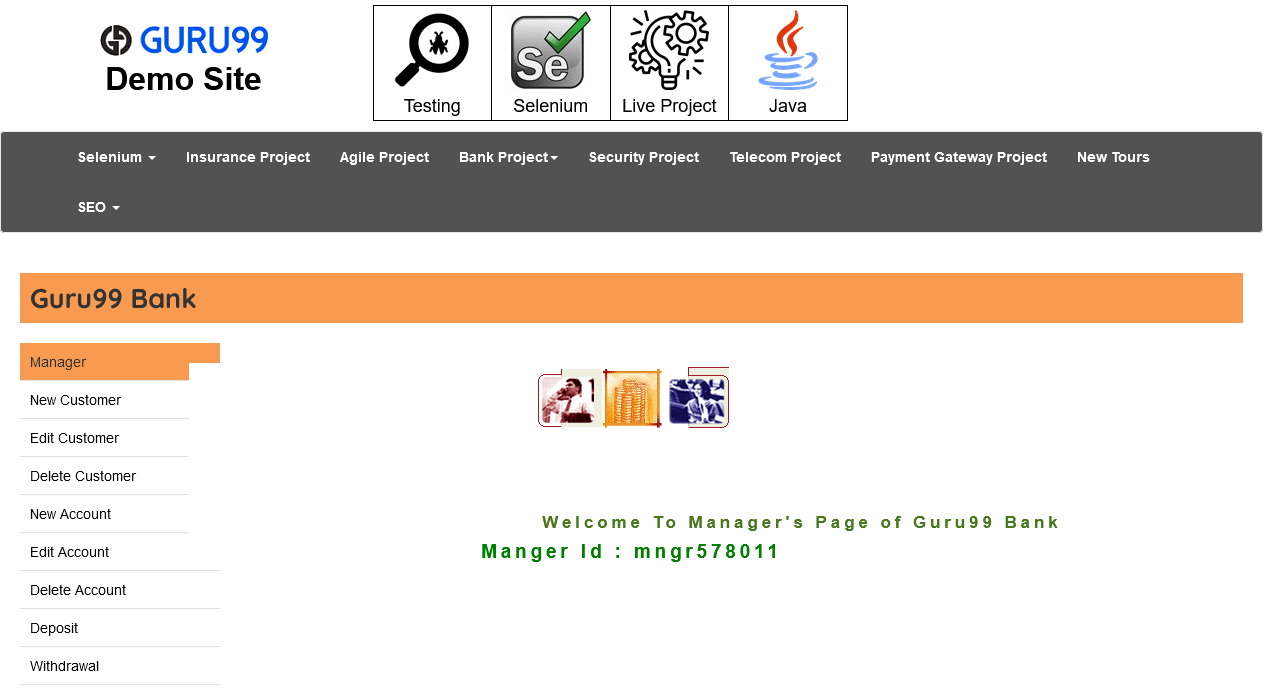 GURU99
Demo Site
Testing
Se
Selenium
Live Project
Java
Selenium
Insurance Project
Agile Project
Bank Project
Security Project
Telecom Project
Payment Gateway Project
New Tours
SEO
Guru99 Bank
Manager
New Customer
Edit Customer
Delete Customer
New Account
Edit Account
Delete Account
Deposit
Withdrawal
Welcome To Manager's Page of Guru99 Bank
Manger Id : mngr578011